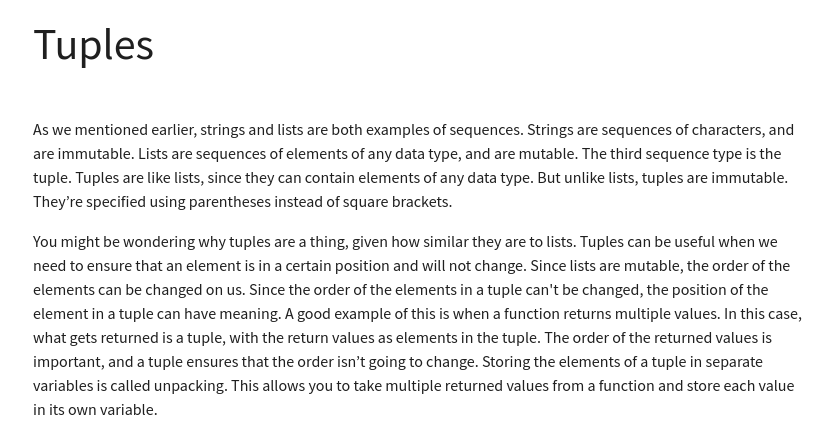 Tuples
As we mentioned earlier, strings and lists are both examples of sequences. Strings are sequences of characters, and
are immutable. Lists are sequences of elements of any data type, and are mutable. The third sequence type is the
tuple. Tuples are like lists, since they can contain elements of any data type. But unlike lists, tuples are immutable.
They’re specified using parentheses instead of square brackets.
You might be wondering why tuples are a thing, given how similar they are to lists. Tuples can be useful when we
need to ensure that an element is in a certain position and will not change. Since lists are mutable, the order of the
elements can be changed on us. Since the order of the elements in a tuple can't be changed, the position of the
element in a tuple can have meaning. A good example of this is when a function returns multiple values. In this case,
what gets returned is a tuple, with the return values as elements in the tuple. The order of the returned values is
important, and a tuple ensures that the order isn’t going to change. Storing the elements of a tuple in separate
variables is called unpacking. This allows you to take multiple returned values from a function and store each value
in its own variable.